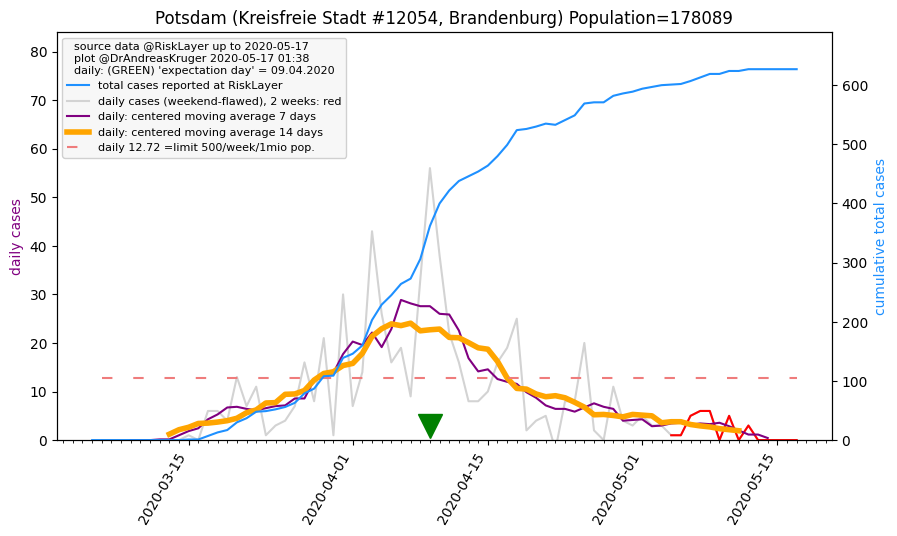 Potsdam (Kreisfreie Stadt #12054, Brandenburg) Population=178089
source data @RiskLayer up to 2020-05-17
plot @DrAndreasKruger 2020-05-17 01:38
daily: (GREEN) 'expectation day' = 09.04.2020
total cases reported at RiskLayer
daily cases (weekend-flawed), 2 weeks: red
daily: centered moving average 7 days
daily: centered moving average 14 days
daily 12.72 =limit 500/week/1mio pop.
daily cases
80
70
60
50
40
30
20
10
0
cumulative total cases
600
500
400
300
200
100
0
2020-03-15
2020-04-01
2020-04-15
2020-05-01
2020-05-15